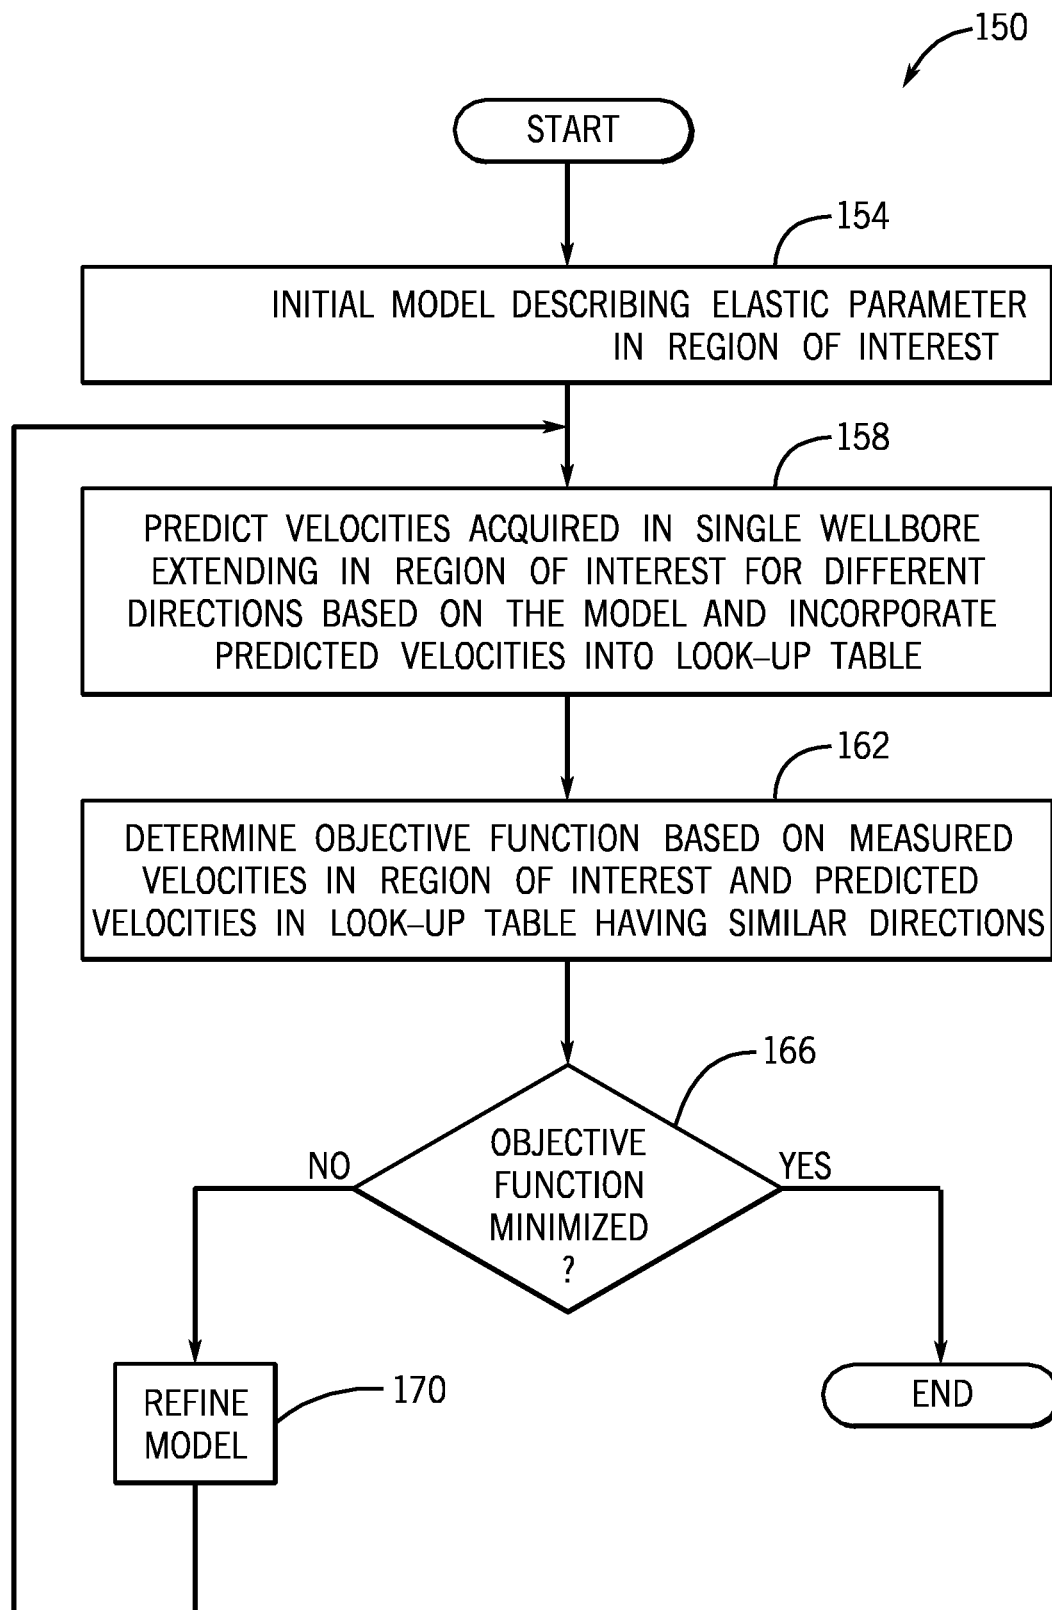 150
START
154
INITIAL MODEL DESCRIBING ELASTIC PARAMETER
IN REGION OF INTEREST
158
PREDICT VELOCITIES ACQUIRED IN SINGLE WELLBORE
EXTENDING IN REGION OF INTEREST FOR DIFFERENT
DIRECTIONS BASED ON THE MODEL AND INCORPORATE
PREDICTED VELOCITIES INTO LOOK-UP TABLE
162
DETERMINE OBJECTIVE FUNCTION BASED ON MEASURED
VELOCITIES IN REGION OF INTEREST AND PREDICTED
VELOCITIES IN LOOK-UP TABLE HAVING SIMILAR DIRECTIONS
166
OBJECTIVE
FUNCTION
MINIMIZED
?
NO
YES
REFINE
MODEL
170
END